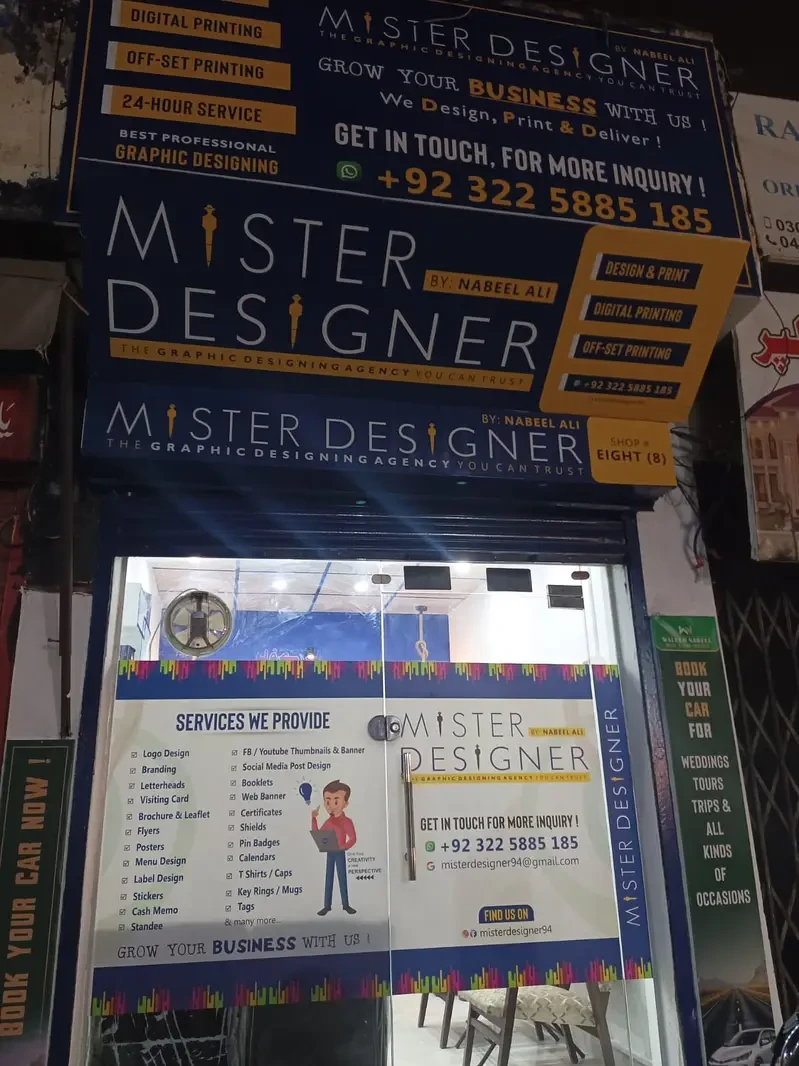 DIGITAL PRINTING
OFF-SET PRINTING
24-HOUR SERVICE
BEST PROFESSIONAL
GRAPHIC DESIGNING
MISTER DESIGNER
BY NABEEL ALI
THE GRAPHIC DESIGNING AGENCY YOU CAN TRUST
GROW YOUR BUSINESS WITH US !
We Design, Print & Deliver !
GET IN TOUCH, FOR MORE INQUIRY !
+92 322 5885 185
MISTER
DESIGNER
BY: NABEEL ALI
THE GRAPHIC DESIGNING AGENCY YOU CAN TRUST
DESIGN & PRINT
DIGITAL PRINTING
OFF-SET PRINTING
+92 322 5885 185
MISTER DESIGNER
BY: NABEEL ALI
THE GRAPHIC DESIGNING AGENCY YOU CAN TRUST
SHOP #
EIGHT (8)
RA
ORI
030
04
SERVICES WE PROVIDE
Logo Design
Branding
Letterheads
Visiting Card
Brochure & Leaflet
Flyers
Posters
Menu Design
Label Design
Stickers
Cash Memo
Standee
FB / Youtube Thumbnails & Banner
Social Media Post Design
Booklets
Web Banner
Certificates
Shields
Pin Badges
Calendars
T Shirts / Caps
Key Rings / Mugs
Tags
& many more..
CREATIVITY
PERSPECTIVE
GROW YOUR BUSINESS WITH US !
MISTER
BY: NABEEL ALI
DESIGNER
GRAPHIC DESIGNING AGENCY YOU CAN TRUST
GET IN TOUCH FOR MORE INQUIRY !
+92 322 5885 185
G misterdesigner94@gmail.com
FIND US ON
misterdesigner94
MISTER DESIGNER
BOOK YOUR CAR NOW !
BOOK
YOUR
CAR
FOR
WEDDINGS
TOURS
TRIPS &
ALL
KINDS
OF
OCCASIONS